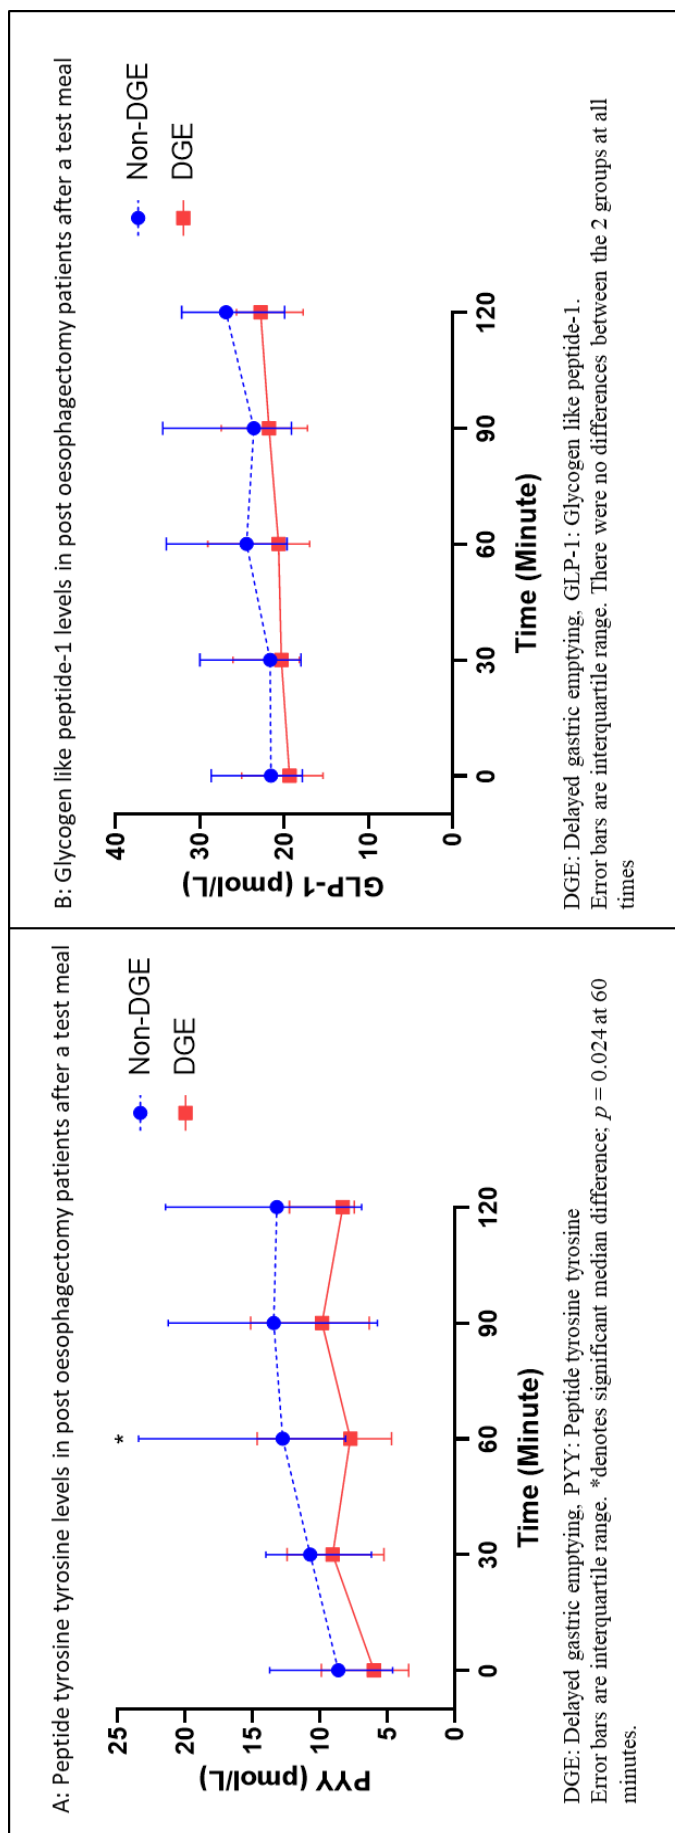 A: Peptide tyrosine tyrosine levels in post oesophagectomy patients after a test meal
Non-DGE
DGE
*
25
20
15
10
5
0
PYY (pmol/L)
0 30 60 90 120
Time (Minute)
DGE: Delayed gastric emptying, PYY: Peptide tyrosine tyrosine
Error bars are interquartile range. *denotes significant median difference; p = 0.024 at 60
minutes.
B: Glycogen like peptide-1 levels in post oesophagectomy patients after a test meal
Non-DGE
DGE
40
30
20
10
0
GLP-1 (pmol/L)
0 30 60 90 120
Time (Minute)
DGE: Delayed gastric emptying, GLP-1: Glycogen like peptide-1.
Error bars are interquartile range. There were no differences between the 2 groups at all
times